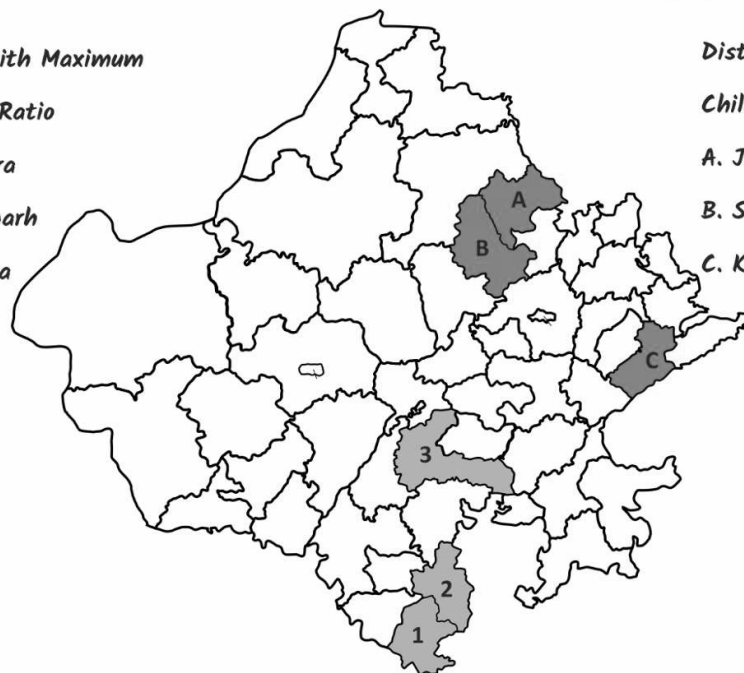 ith Maximum
Ratio
ra
arh
a
Dist
Chil
A. J
B. S
C. K
A
B
C
3
2
1